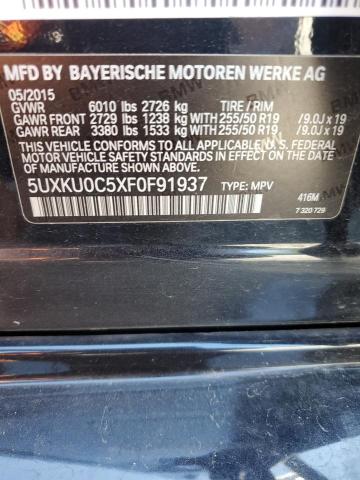 MFD BY BAYERISCHE MOTOREN WERKE AG
05/2015
GVWR 6010 lbs 2726 kg TIRE / RIM
GAWR FRONT 2729 lbs 1238 kg WITH 255/50 R19 /9.0J x 19
GAWR REAR 3380 lbs 1533 kg WITH 255/50 R19 /9.0J x 19
THIS VEHICLE CONFORMS TO ALL APPLICABLE U.S. FEDERAL
MOTOR VEHICLE SAFETY STANDARDS IN EFFECT ON THE DATE
OF MANUFACTURE SHOWN ABOVE.
5UXKU0C5XF0F91937 TYPE: MPV
416M
7 320 729